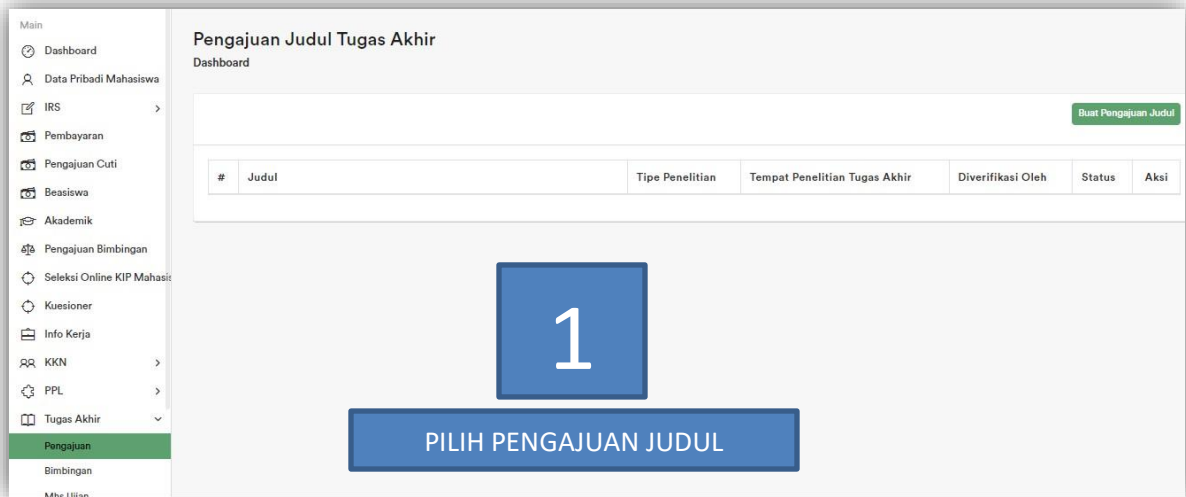 Main
Dashboard
Data Pribadi Mahasiswa
IRS
Pembayaran
Pengajuan Cuti
Beasiswa
Akademik
Pengajuan Bimbingan
Seleksi Online KIP Mahasis
Kuesioner
Info Kerja
KKN
PPL
Tugas Akhir
Pengajuan
Bimbingan
Mhs Ujian
Pengajuan Judul Tugas Akhir
Dashboard
Buat Pengajuan Judul
# Judul Tipe Penelitian Tempat Penelitian Tugas Akhir Diverifikasi Oleh Status Aksi
1
PILIH PENGAJUAN JUDUL